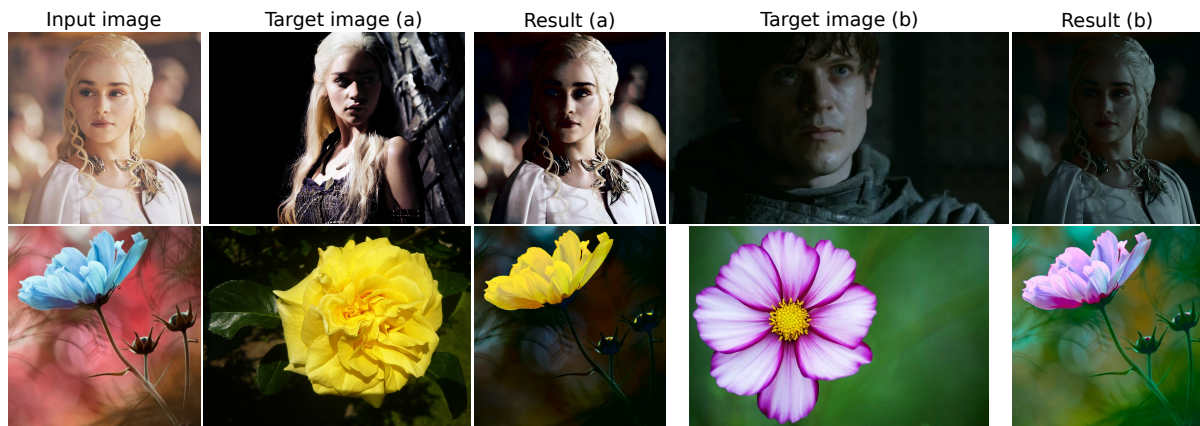 Input image
Target image (a)
Result (a)
Target image (b)
Result (b)